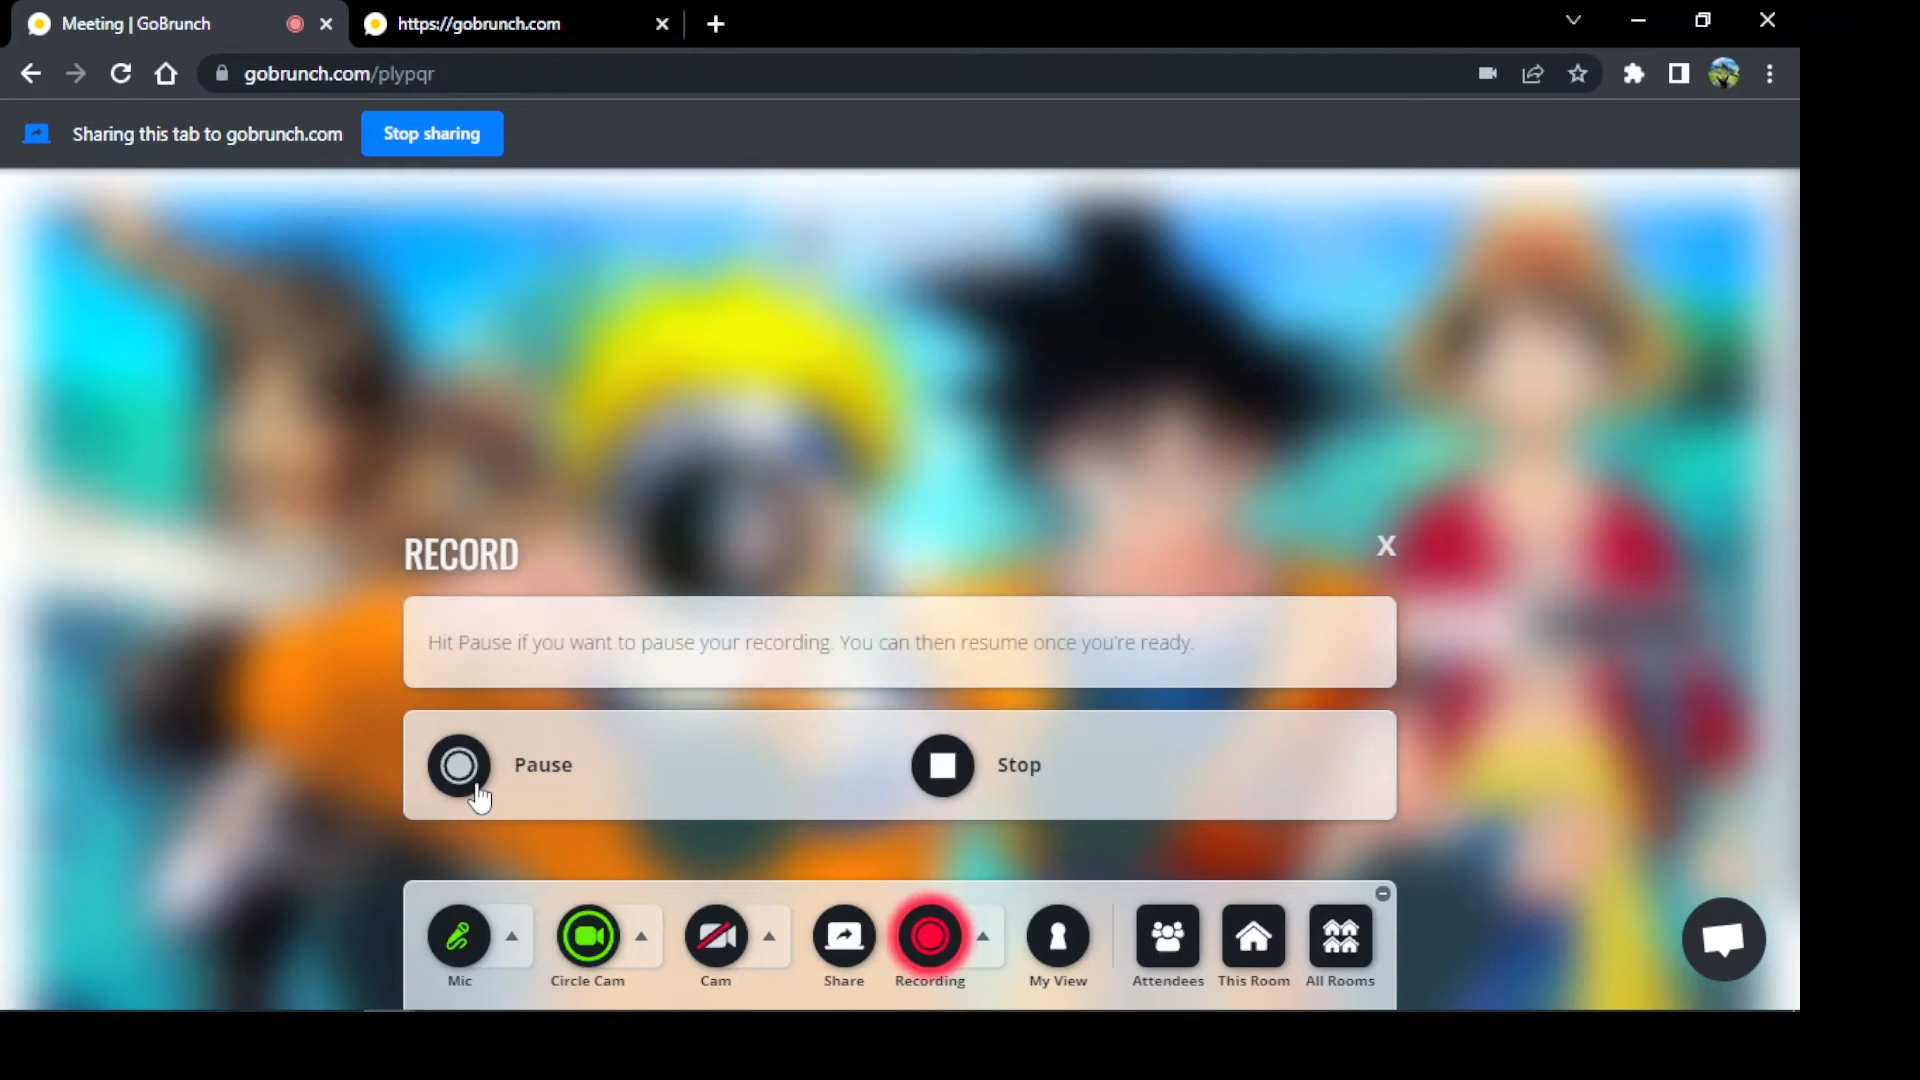 Meeting | GoBrunch
https://gobrunch.com
gobrunch.com/plypqr
Sharing this tab to gobrunch.com
Stop sharing
RECORD
X
Hit Pause if you want to pause your recording. You can then resume once you're ready.
Pause
Stop
Mic
Circle Cam
Cam
Share
Recording
My View
Attendees
This Room
All Rooms